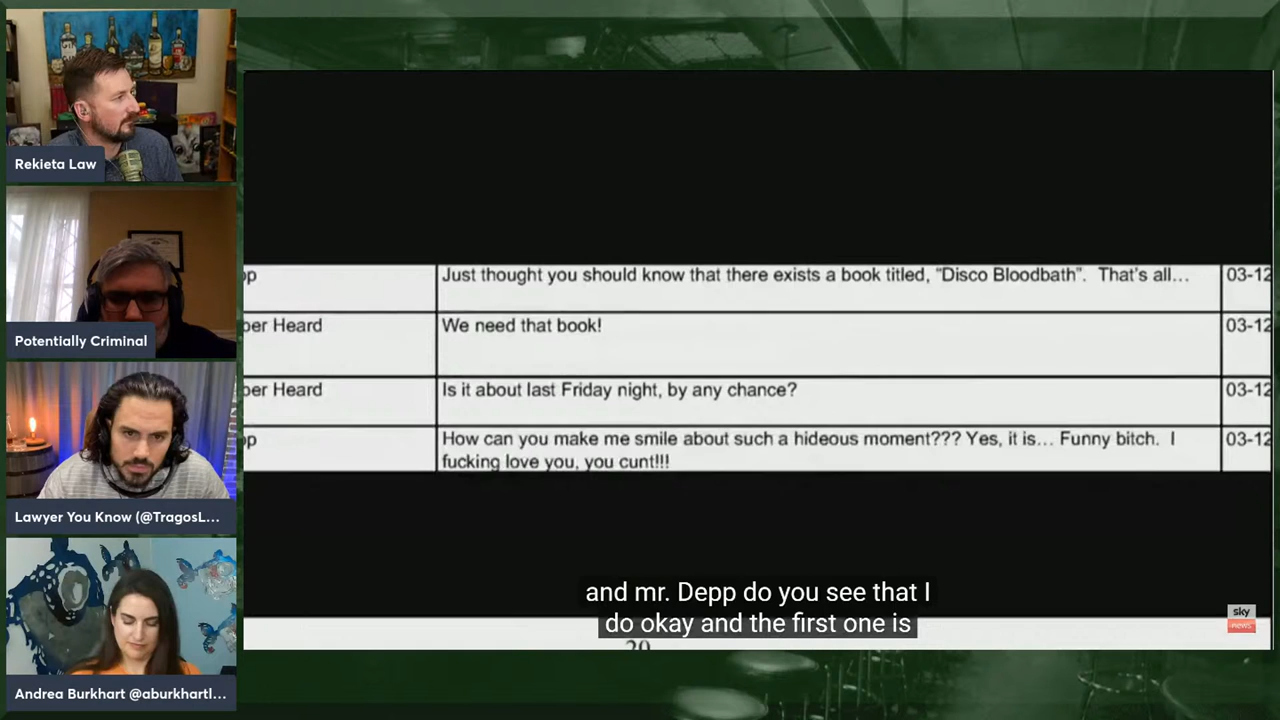 Rekieta Law
Potentially Criminal
Lawyer You Know (@TragosL...
Andrea Burkhart @aburkhartl...
pp
Just thought you should know that there exists a book titled, “Disco Bloodbath”. That’s all…
03-12
ber Heard
We need that book!
03-12
ber Heard
Is it about last Friday night, by any chance?
03-12
pp
How can you make me smile about such a hideous moment??? Yes, it is… Funny bitch. I
fucking love you, you cunt!!!
03-12
and mr. Depp do you see that I
do okay and the first one is
20
sky
news